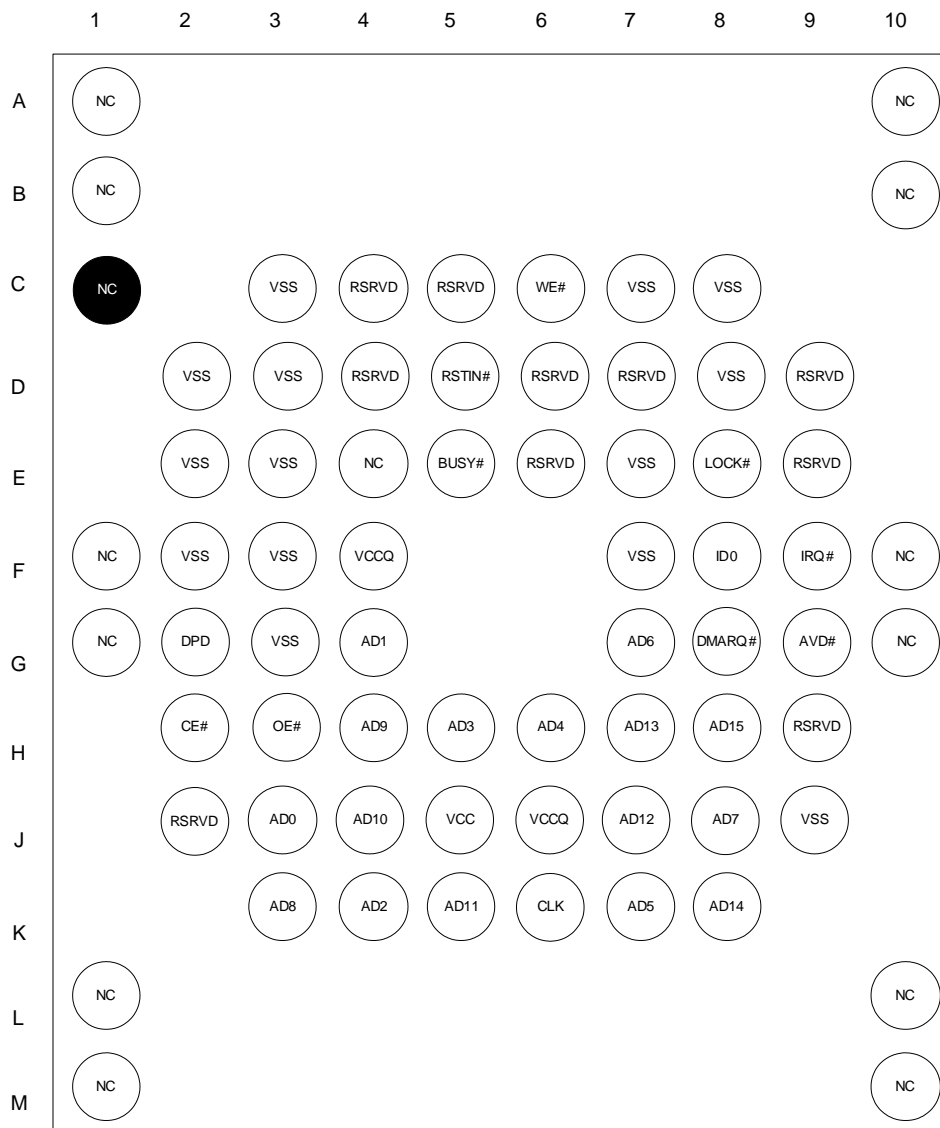 1 2 3 4 5 6 7 8 9 10
A NC NC
B NC NC
C NC VSS RSRVD RSRVD WE# VSS VSS
D VSS VSS RSRVD RSTIN# RSRVD RSRVD VSS RSRVD
E VSS VSS NC BUSY# RSRVD VSS LOCK# RSRVD
F NC VSS VSS VCCQ VSS ID0 IRQ# NC
G NC DPD VSS AD1 AD6 DMARQ# AVD# NC
H CE# OE# AD9 AD3 AD4 AD13 AD15 RSRVD
J RSRVD AD0 AD10 VCC VCCQ AD12 AD7 VSS
K AD8 AD2 AD11 CLK AD5 AD14
L NC NC
M NC NC